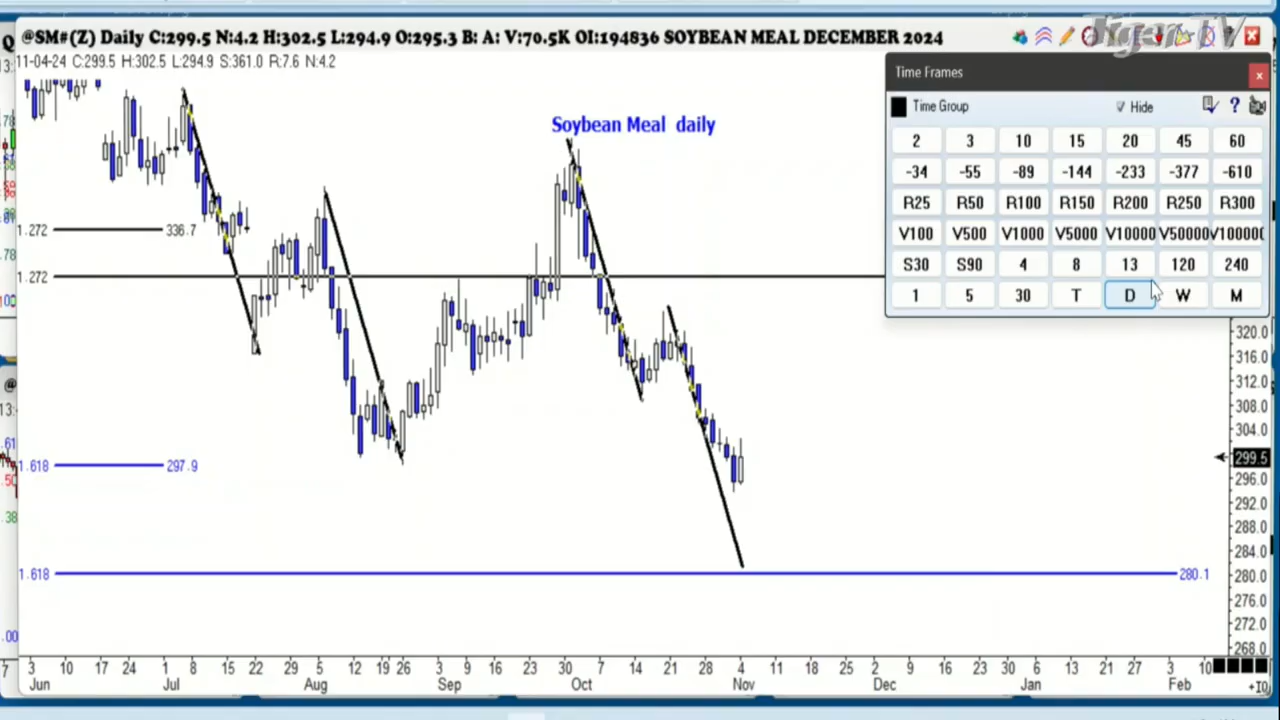 Tiger TV
@SM#(Z) Daily C:299.5 N:4.2 H:302.5 L:294.9 O:295.3 B: A: V:70.5K OI:194836 SOYBEAN MEAL DECEMBER 2024
11-04-24 C:299.5 H:302.5 L:294.9 S:361.0 R:7.6 N:4.2
Soybean Meal daily
Time Frames
Time Group Hide ?
2 3 10 15 20 45 60
-34 -55 -89 -144 -233 -377 -610
R25 R50 R100 R150 R200 R250 R300
V100 V500 V1000 V5000 V10000 V50000 V10000
S30 S90 4 8 13 120 240
1 5 30 T D W M
1.272 336.7
1.272
1.618 297.9
1.618 280.1
320.0
316.0
312.0
308.0
304.0
299.5
296.0
292.0
288.0
284.0
280.0
276.0
272.0
268.0
3 10 17 24 1 8 15 22 29 5 12 19 26 3 9 16 23 30 7 14 21 28 4 11 18 25 2 9 16 23 30 6 13 21 27 3 10
Jun Jul Aug Sep Oct Nov Dec Jan Feb